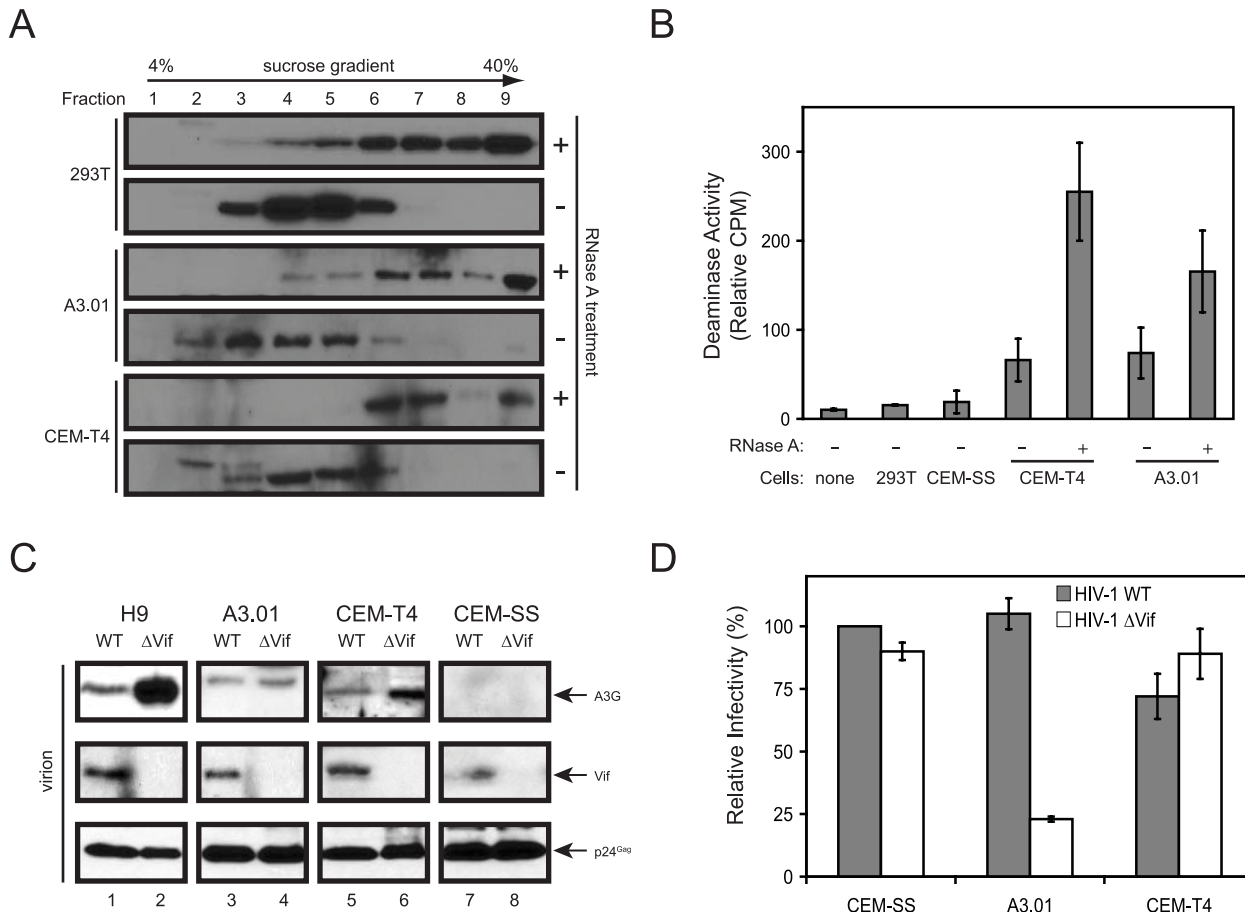 A
4% sucrose gradient 40%
Fraction 1 2 3 4 5 6 7 8 9
293T
+
-
A3.01
+
-
CEM-T4
+
-
RNase A treatment
B
Deaminase Activity
(Relative CPM)
300
200
100
0
RNase A: – – – – + – +
Cells: none 293T CEM-SS CEM-T4 A3.01
C
H9 A3.01 CEM-T4 CEM-SS
WT ΔVif WT ΔVif WT ΔVif WT ΔVif
virion
A3G
Vif
p24Gag
1 2 3 4 5 6 7 8
D
Relative Infectivity (%)
HIV-1 WT
HIV-1 ΔVif
100
75
50
25
0
CEM-SS A3.01 CEM-T4